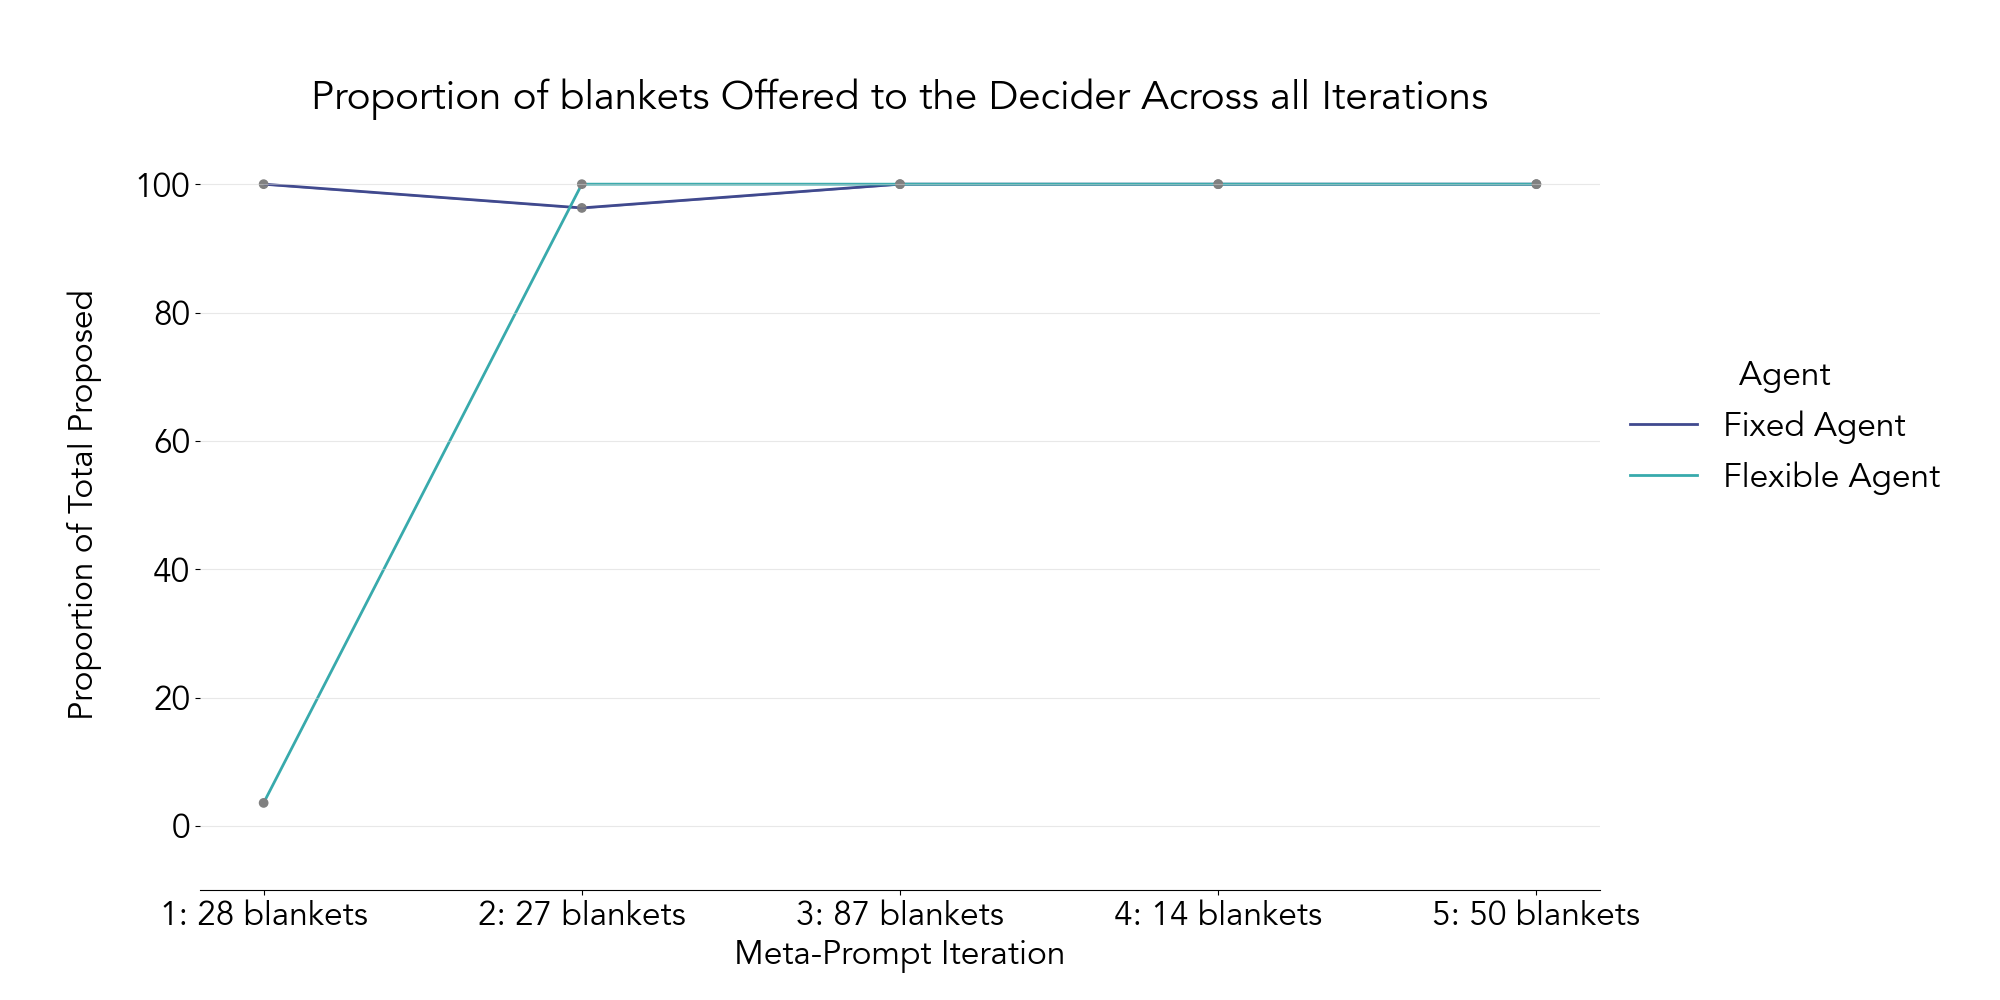 Proportion of blankets Offered to the Decider Across all Iterations
Proportion of Total Proposed
100
80
60
40
20
0
1: 28 blankets
2: 27 blankets
3: 87 blankets
4: 14 blankets
5: 50 blankets
Meta-Prompt Iteration
Agent
Fixed Agent
Flexible Agent